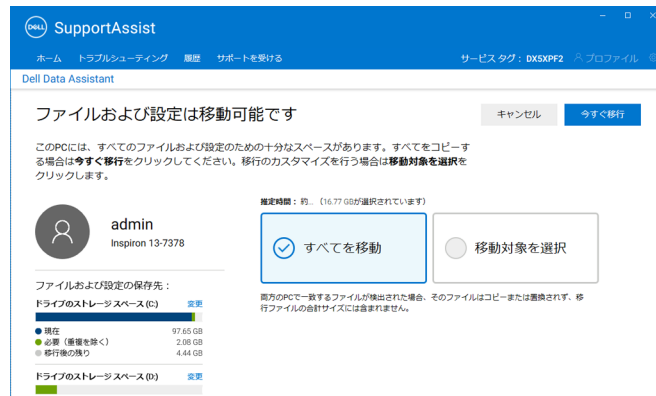 DELL SupportAssist
ホーム トラブルシューティング 履歴 サポートを受ける サービス タグ: DX5XPF2 プロファイル
Dell Data Assistant
ファイルおよび設定は移動可能です
キャンセル 今すぐ移行
このPCには、すべてのファイルおよび設定のための十分なスペースがあります。すべてをコピーす
る場合は今すぐ移行をクリックしてください。移行のカスタマイズを行う場合は移動対象を選択を
クリックします。
推定時間: 約... (16.77 GBが選択されています)
admin
Inspiron 13-7378
すべてを移動
移動対象を選択
両方のPCで一致するファイルが検出された場合、そのファイルはコピーまたは置換されず、移
行ファイルの合計サイズには含まれません。
ファイルおよび設定の保存先:
ドライブのストレージ スペース (C:) 変更
現在 97.65 GB
必要(重複を除く) 2.08 GB
移行後の残り 4.44 GB
ドライブのストレージ スペース (D:) 変更